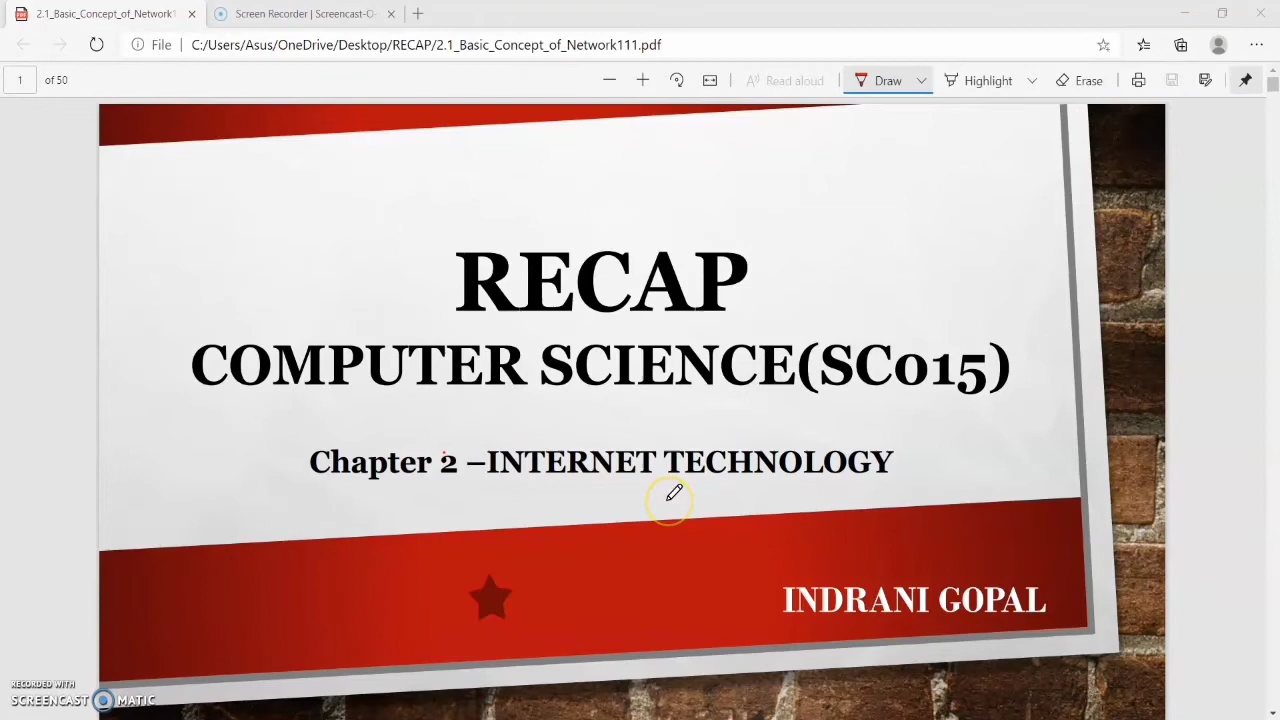 2.1_Basic_Concept_of_Network1
Screen Recorder | Screencast-O-
File
C:/Users/Asus/OneDrive/Desktop/RECAP/2.1_Basic_Concept_of_Network111.pdf
1 of 50
Read aloud
Draw
Highlight
Erase
RECAP
COMPUTER SCIENCE(SC015)
Chapter 2 –INTERNET TECHNOLOGY
INDRANI GOPAL
RECORDED WITH
SCREENCAST MATIC